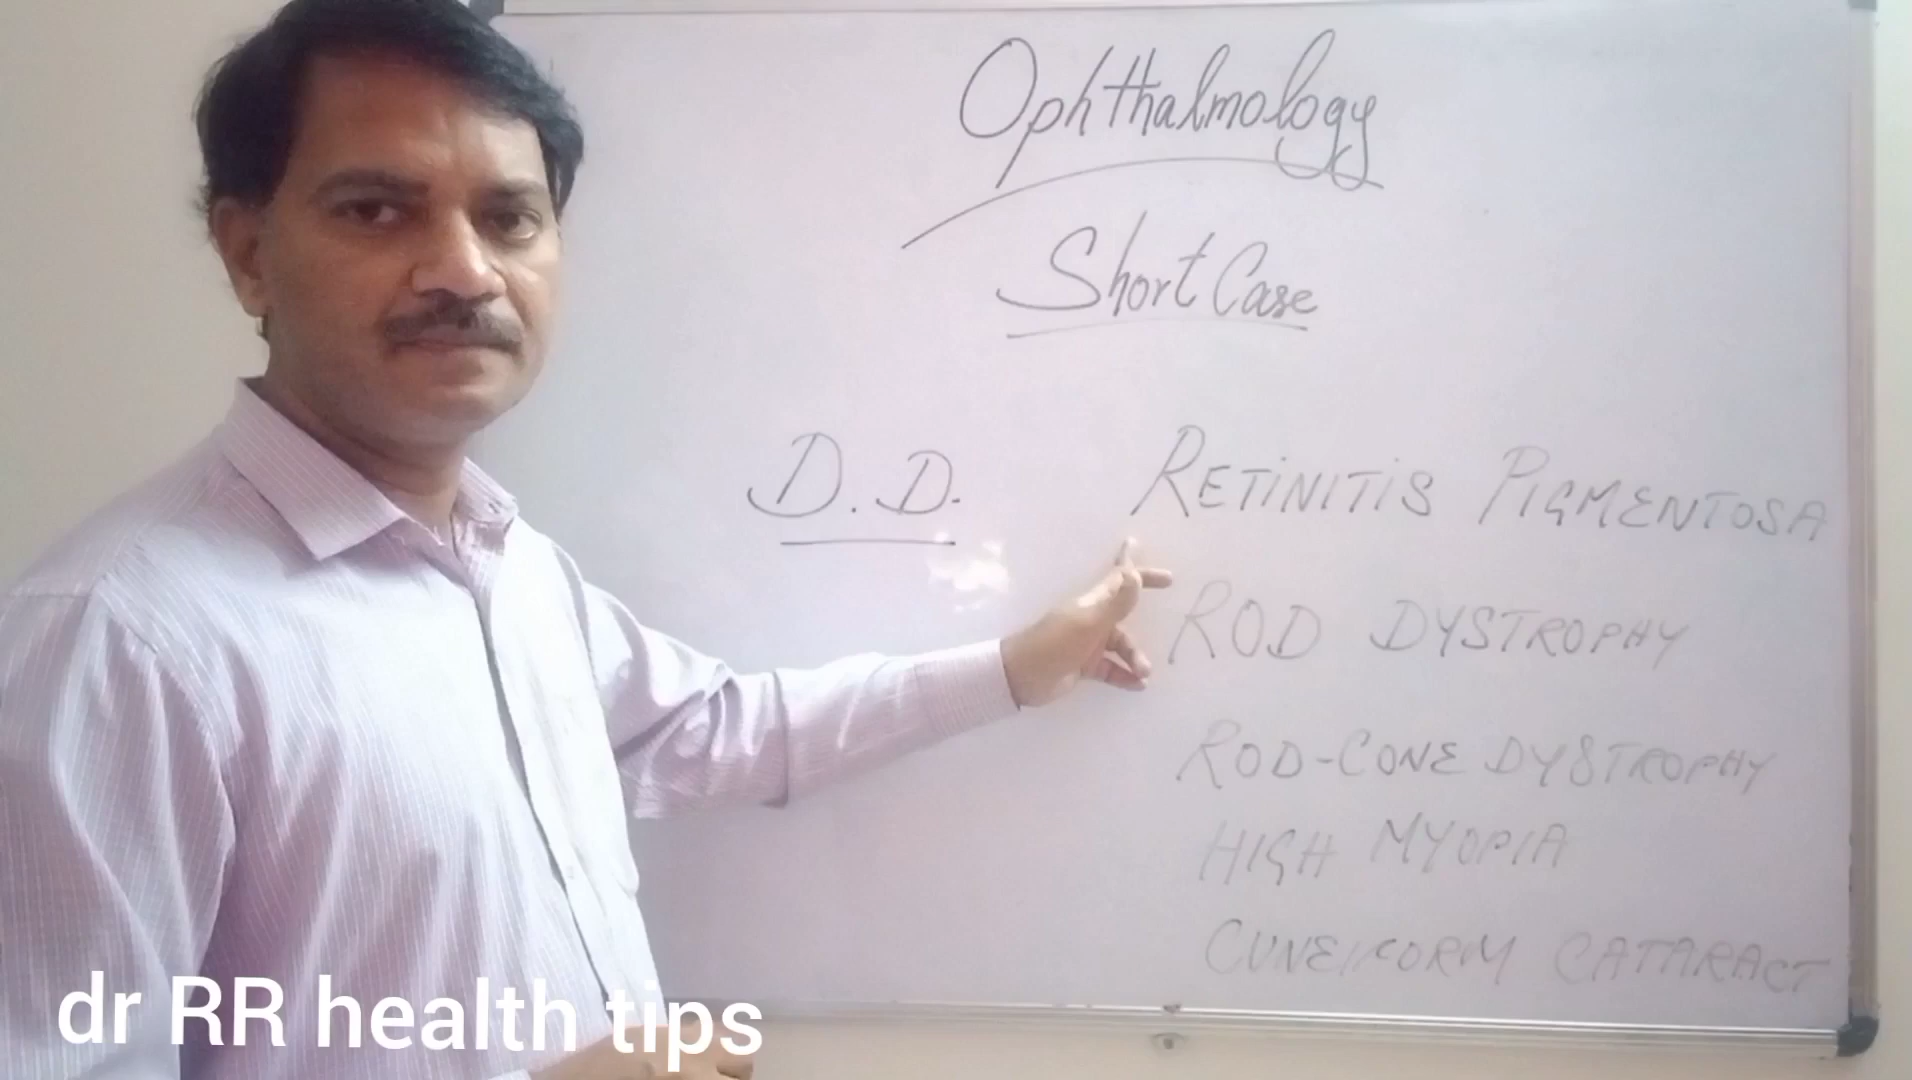 Ophthalmology
Short Case
D.D. RETINITIS PIGMENTOSA
ROD DYSTROPHY
ROD-CONE DYSTROPHY
HIGH MYOPIA
CUNEIFORM CATARACT
dr RR health tips